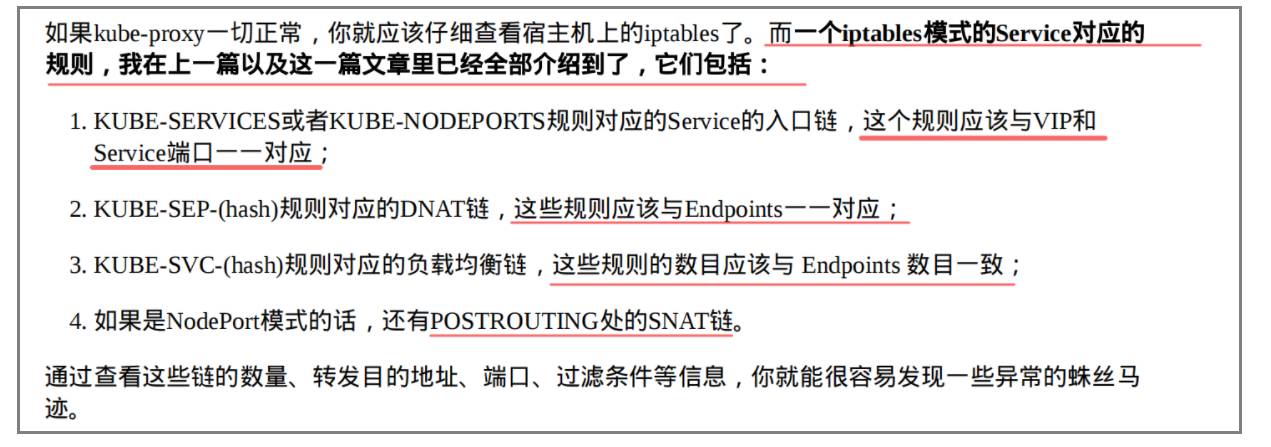 如果kube-proxy一切正常，你就应该仔细查看宿主机上的iptables了。而一个iptables模式的Service对应的
规则，我在上一篇以及这一篇文章里已经全部介绍到了，它们包括：
1. KUBE-SERVICES或者KUBE-NODEPORTS规则对应的Service的入口链，这个规则应该与VIP和
Service端口一一对应；
2. KUBE-SEP-(hash)规则对应的DNAT链，这些规则应该与Endpoints一一对应；
3. KUBE-SVC-(hash)规则对应的负载均衡链，这些规则的数目应该与 Endpoints 数目一致；
4. 如果是NodePort模式的话，还有POSTROUTING处的SNAT链。
通过查看这些链的数量、转发目的地址、端口、过滤条件等信息，你就能很容易发现一些异常的蛛丝马
迹。